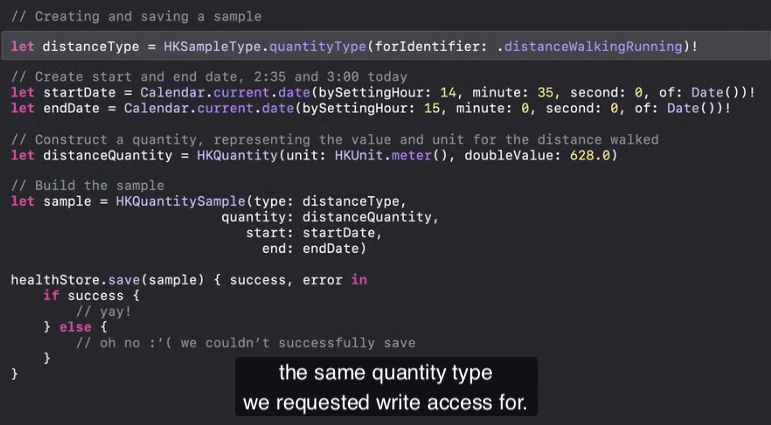 // Creating and saving a sample
let distanceType = HKSampleType.quantityType(forIdentifier: .distanceWalkingRunning)!
// Create start and end date, 2:35 and 3:00 today
let startDate = Calendar.current.date(bySettingHour: 14, minute: 35, second: 0, of: Date())!
let endDate = Calendar.current.date(bySettingHour: 15, minute: 0, second: 0, of: Date())!
// Construct a quantity, representing the value and unit for the distance walked
let distanceQuantity = HKQuantity(unit: HKUnit.meter(), doubleValue: 628.0)
// Build the sample
let sample = HKQuantitySample(type: distanceType,
quantity: distanceQuantity,
start: startDate,
end: endDate)
healthStore.save(sample) { success, error in
if success {
// yay!
} else {
// oh no :‘( we couldn’t successfully save
}
}
the same quantity type
we requested write access for.